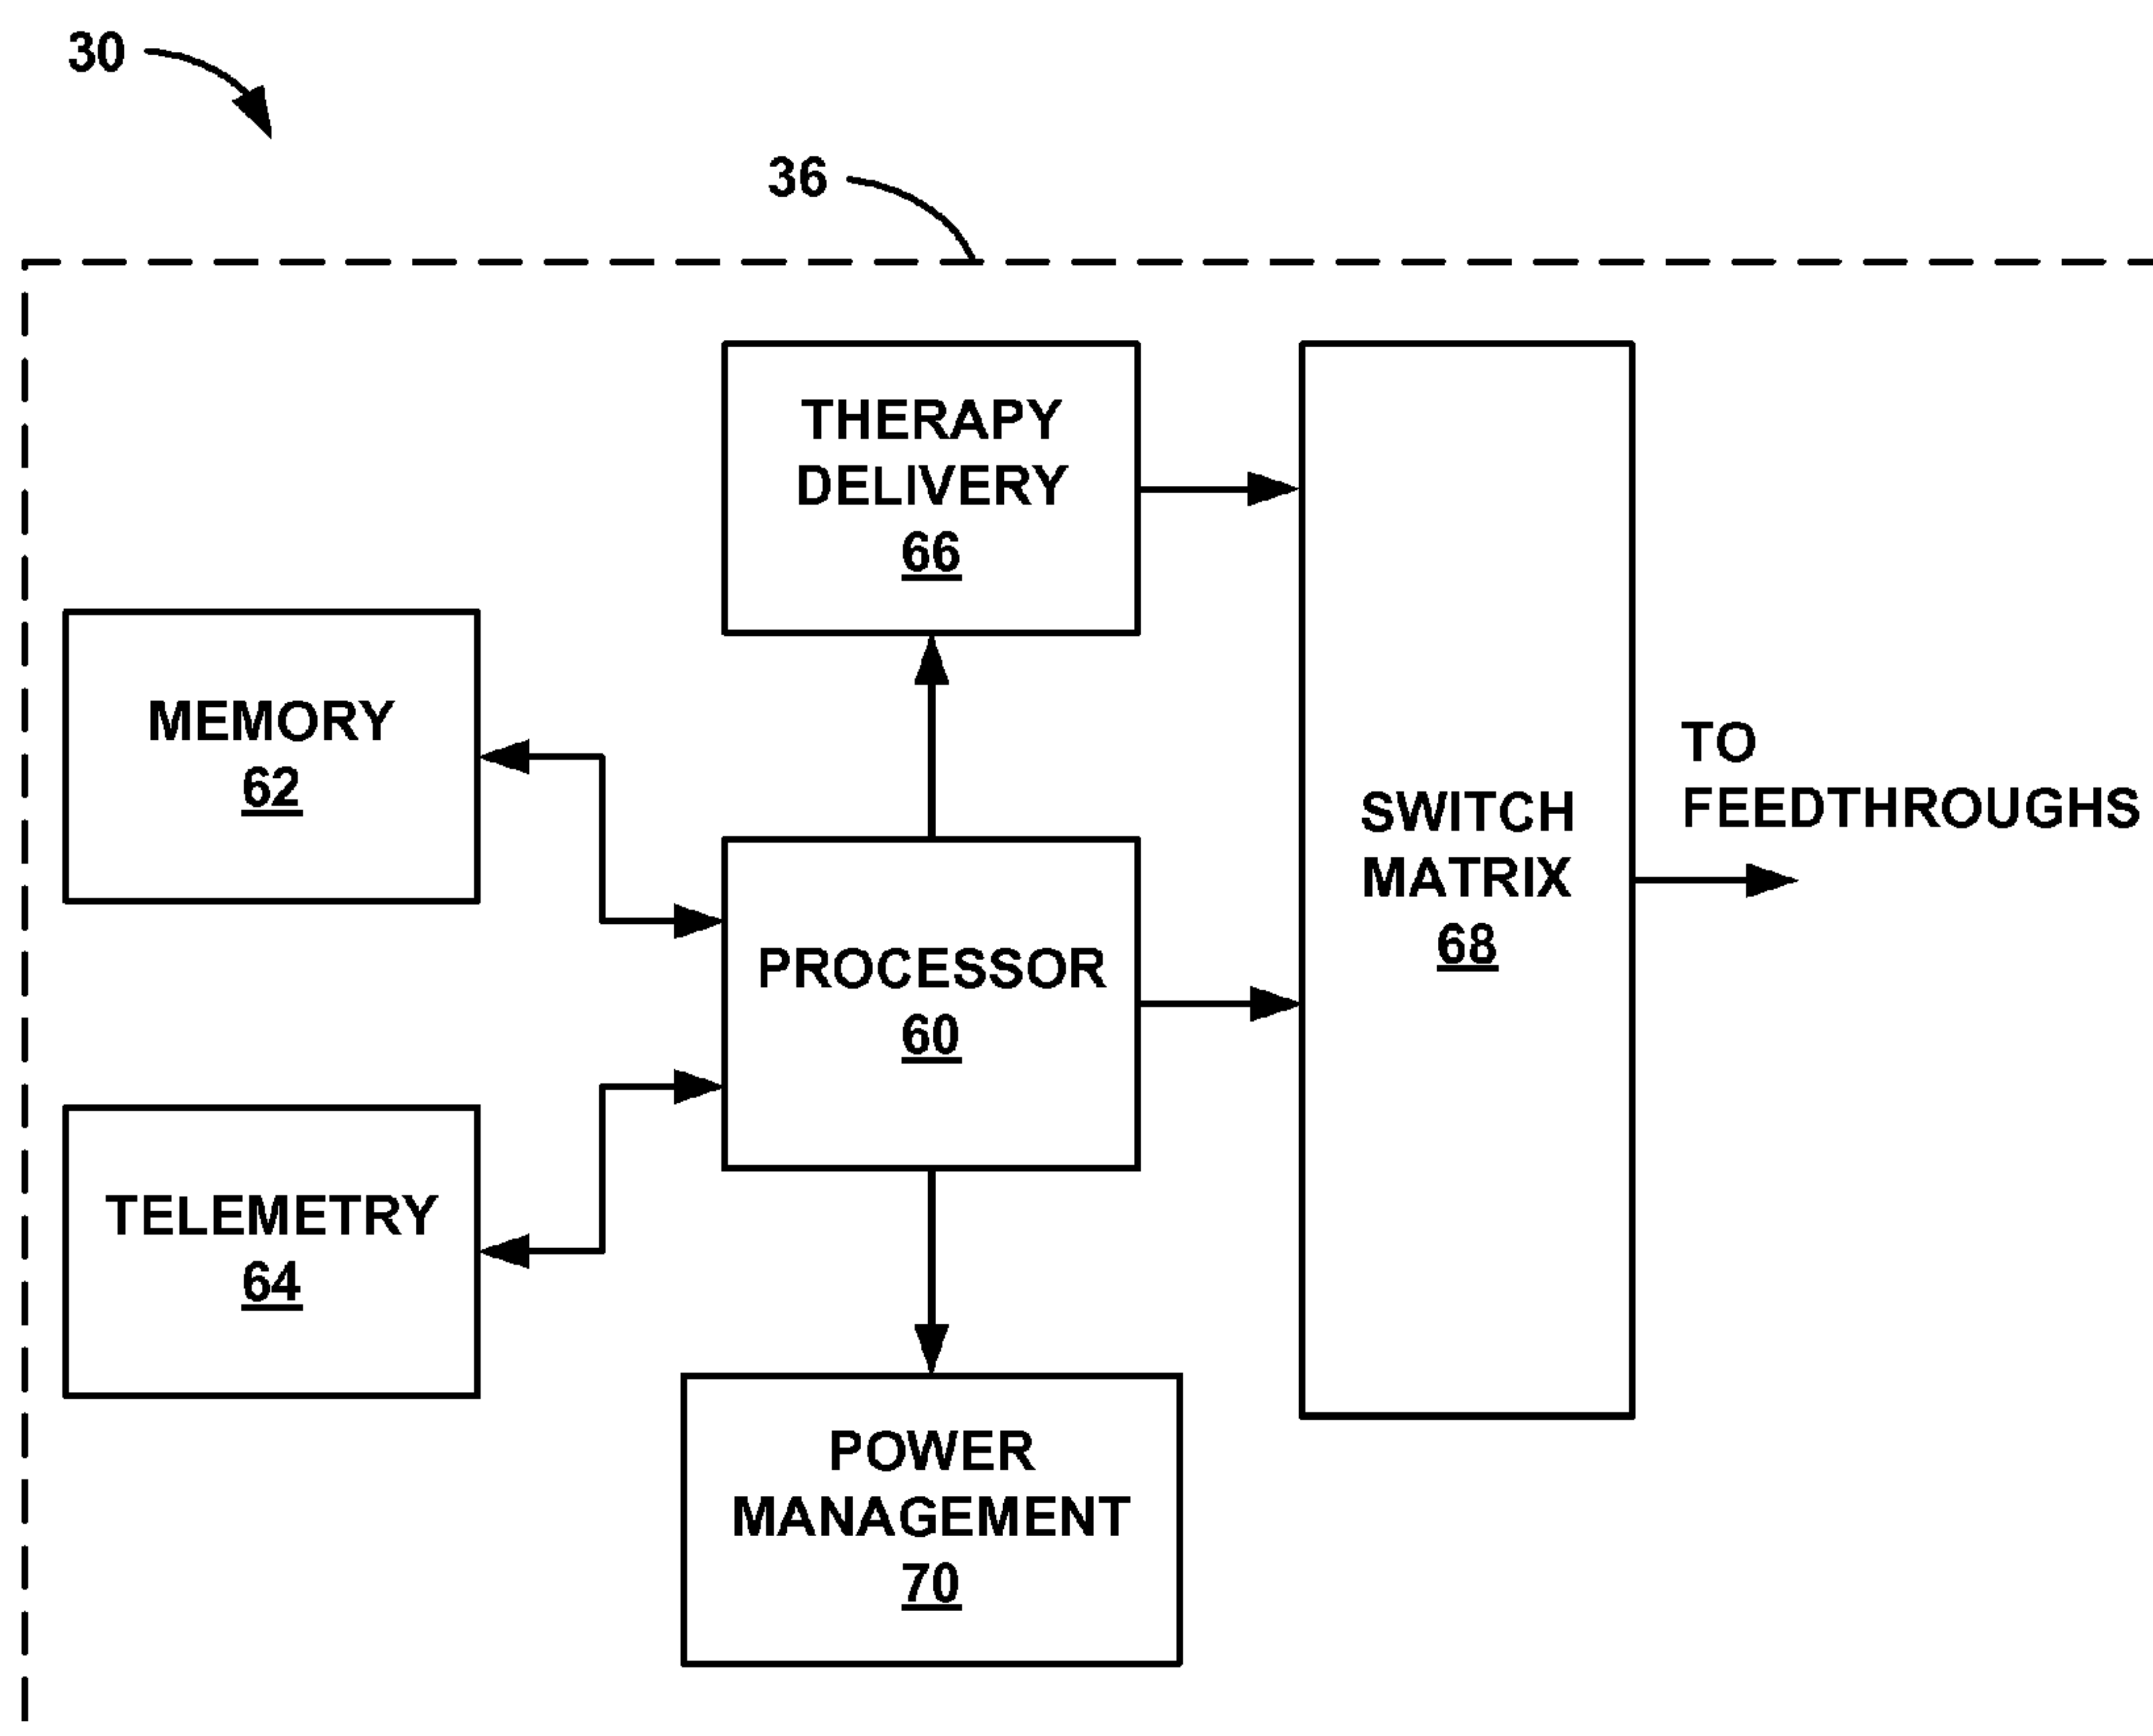 30
36
THERAPY
DELIVERY
66
MEMORY
62
TO
FEEDTHROUGHS
SWITCH
MATRIX
68
PROCESSOR
60
TELEMETRY
64
POWER
MANAGEMENT
70